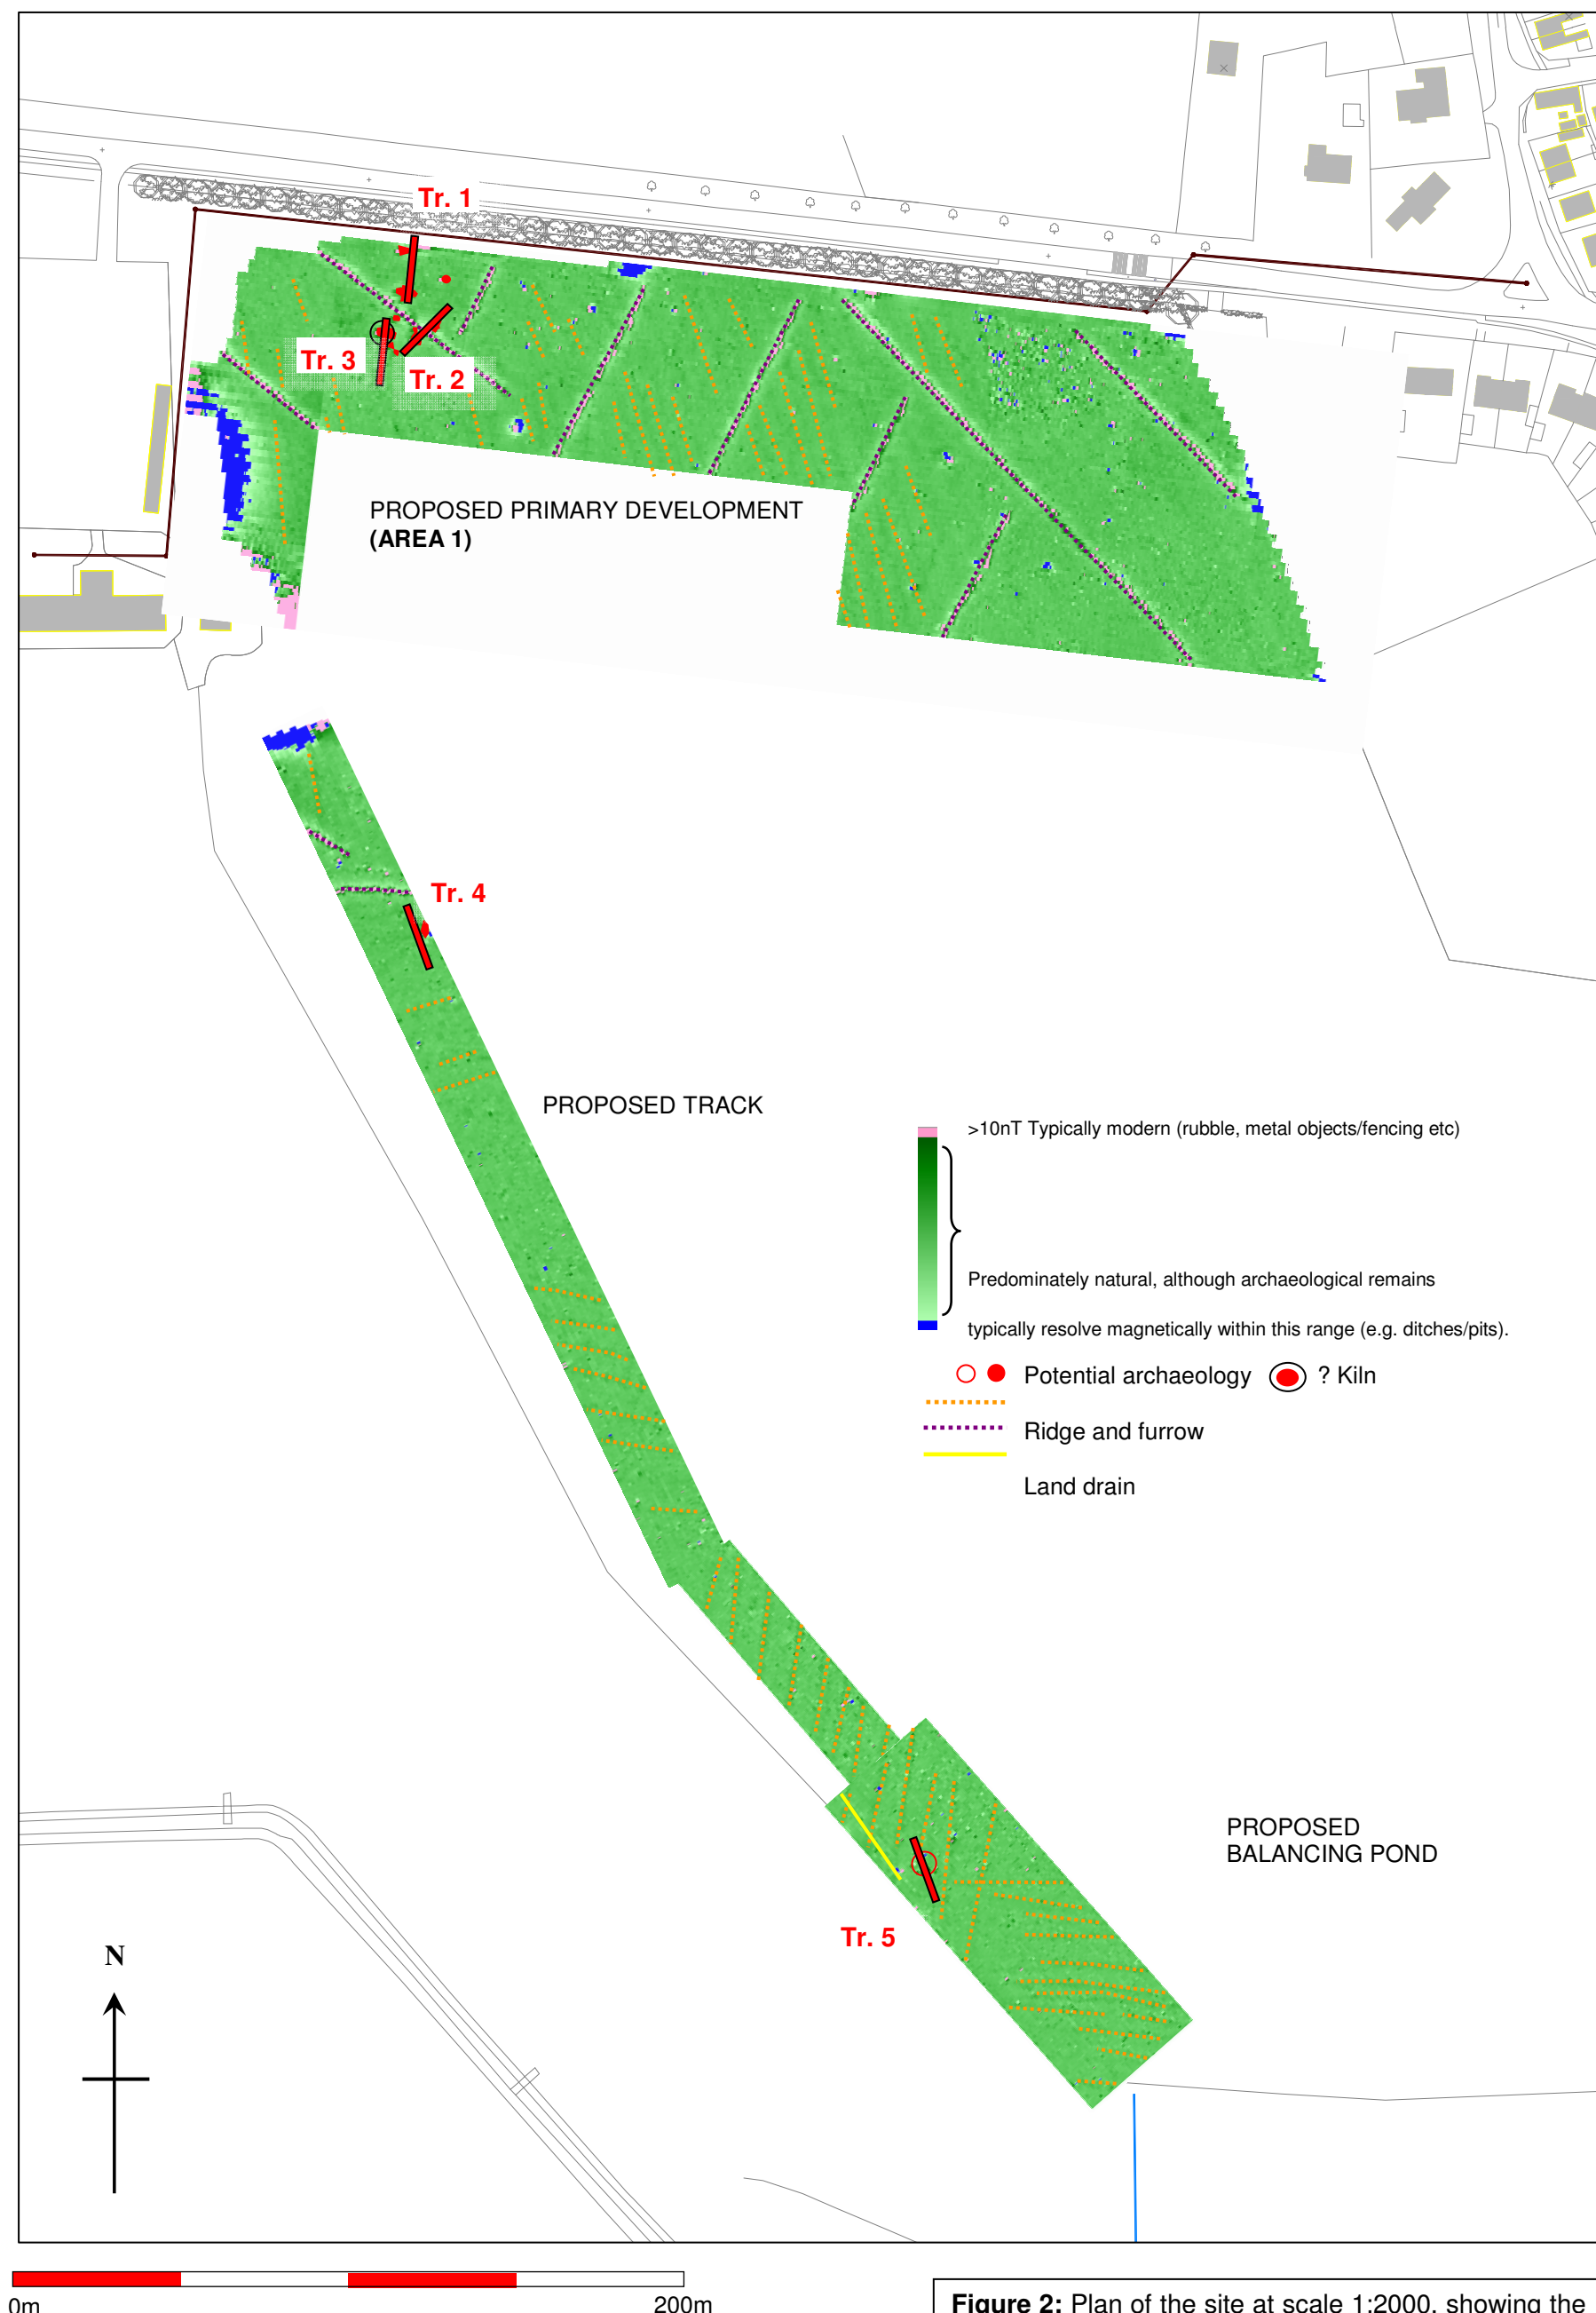 Tr. 1
Tr. 3
Tr. 2
PROPOSED PRIMARY DEVELOPMENT
(AREA 1)
Tr. 4
PROPOSED TRACK
>10nT Typically modern (rubble, metal objects/fencing etc)
Predominately natural, although archaeological remains
typically resolve magnetically within this range (e.g. ditches/pits).
Potential archaeology ? Kiln
Ridge and furrow
Land drain
PROPOSED
BALANCING POND
Tr. 5
N
0m 200m
Figure 2: Plan of the site at scale 1:2000, showing the